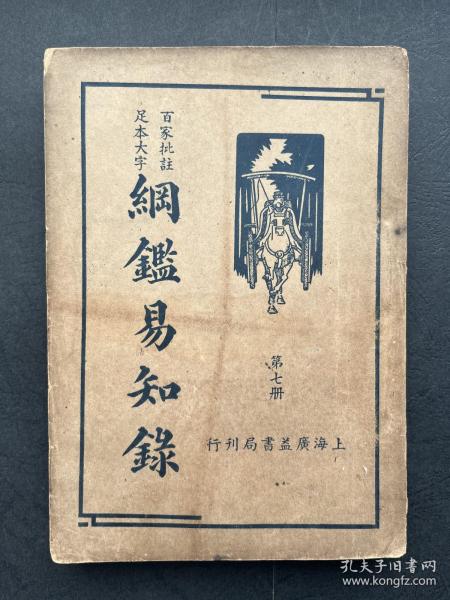 百家批註
足本大字
綱鑑易知錄
第七册
上海廣益書局刊行
孔夫子旧书网
www.kongfz.com